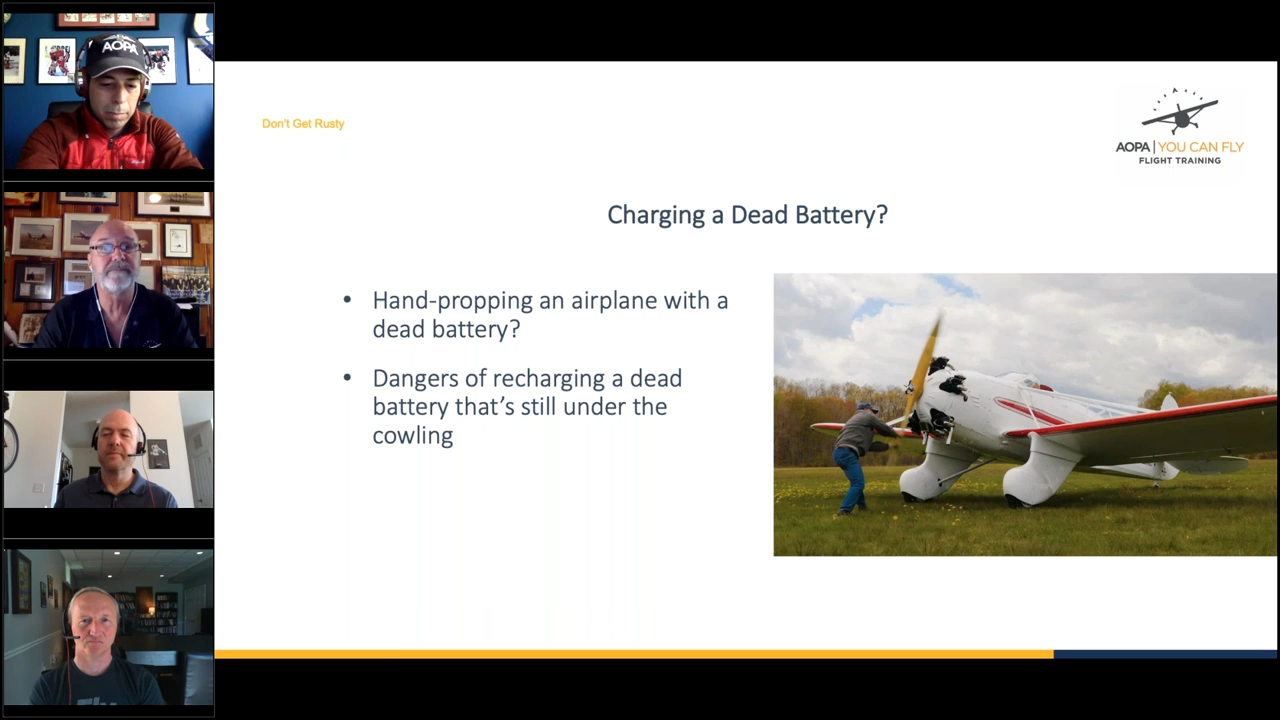 AOPA
Don't Get Rusty
AOPA | YOU CAN FLY
FLIGHT TRAINING
Charging a Dead Battery?
• Hand-propping an airplane with a
dead battery?
• Dangers of recharging a dead
battery that's still under the
cowling